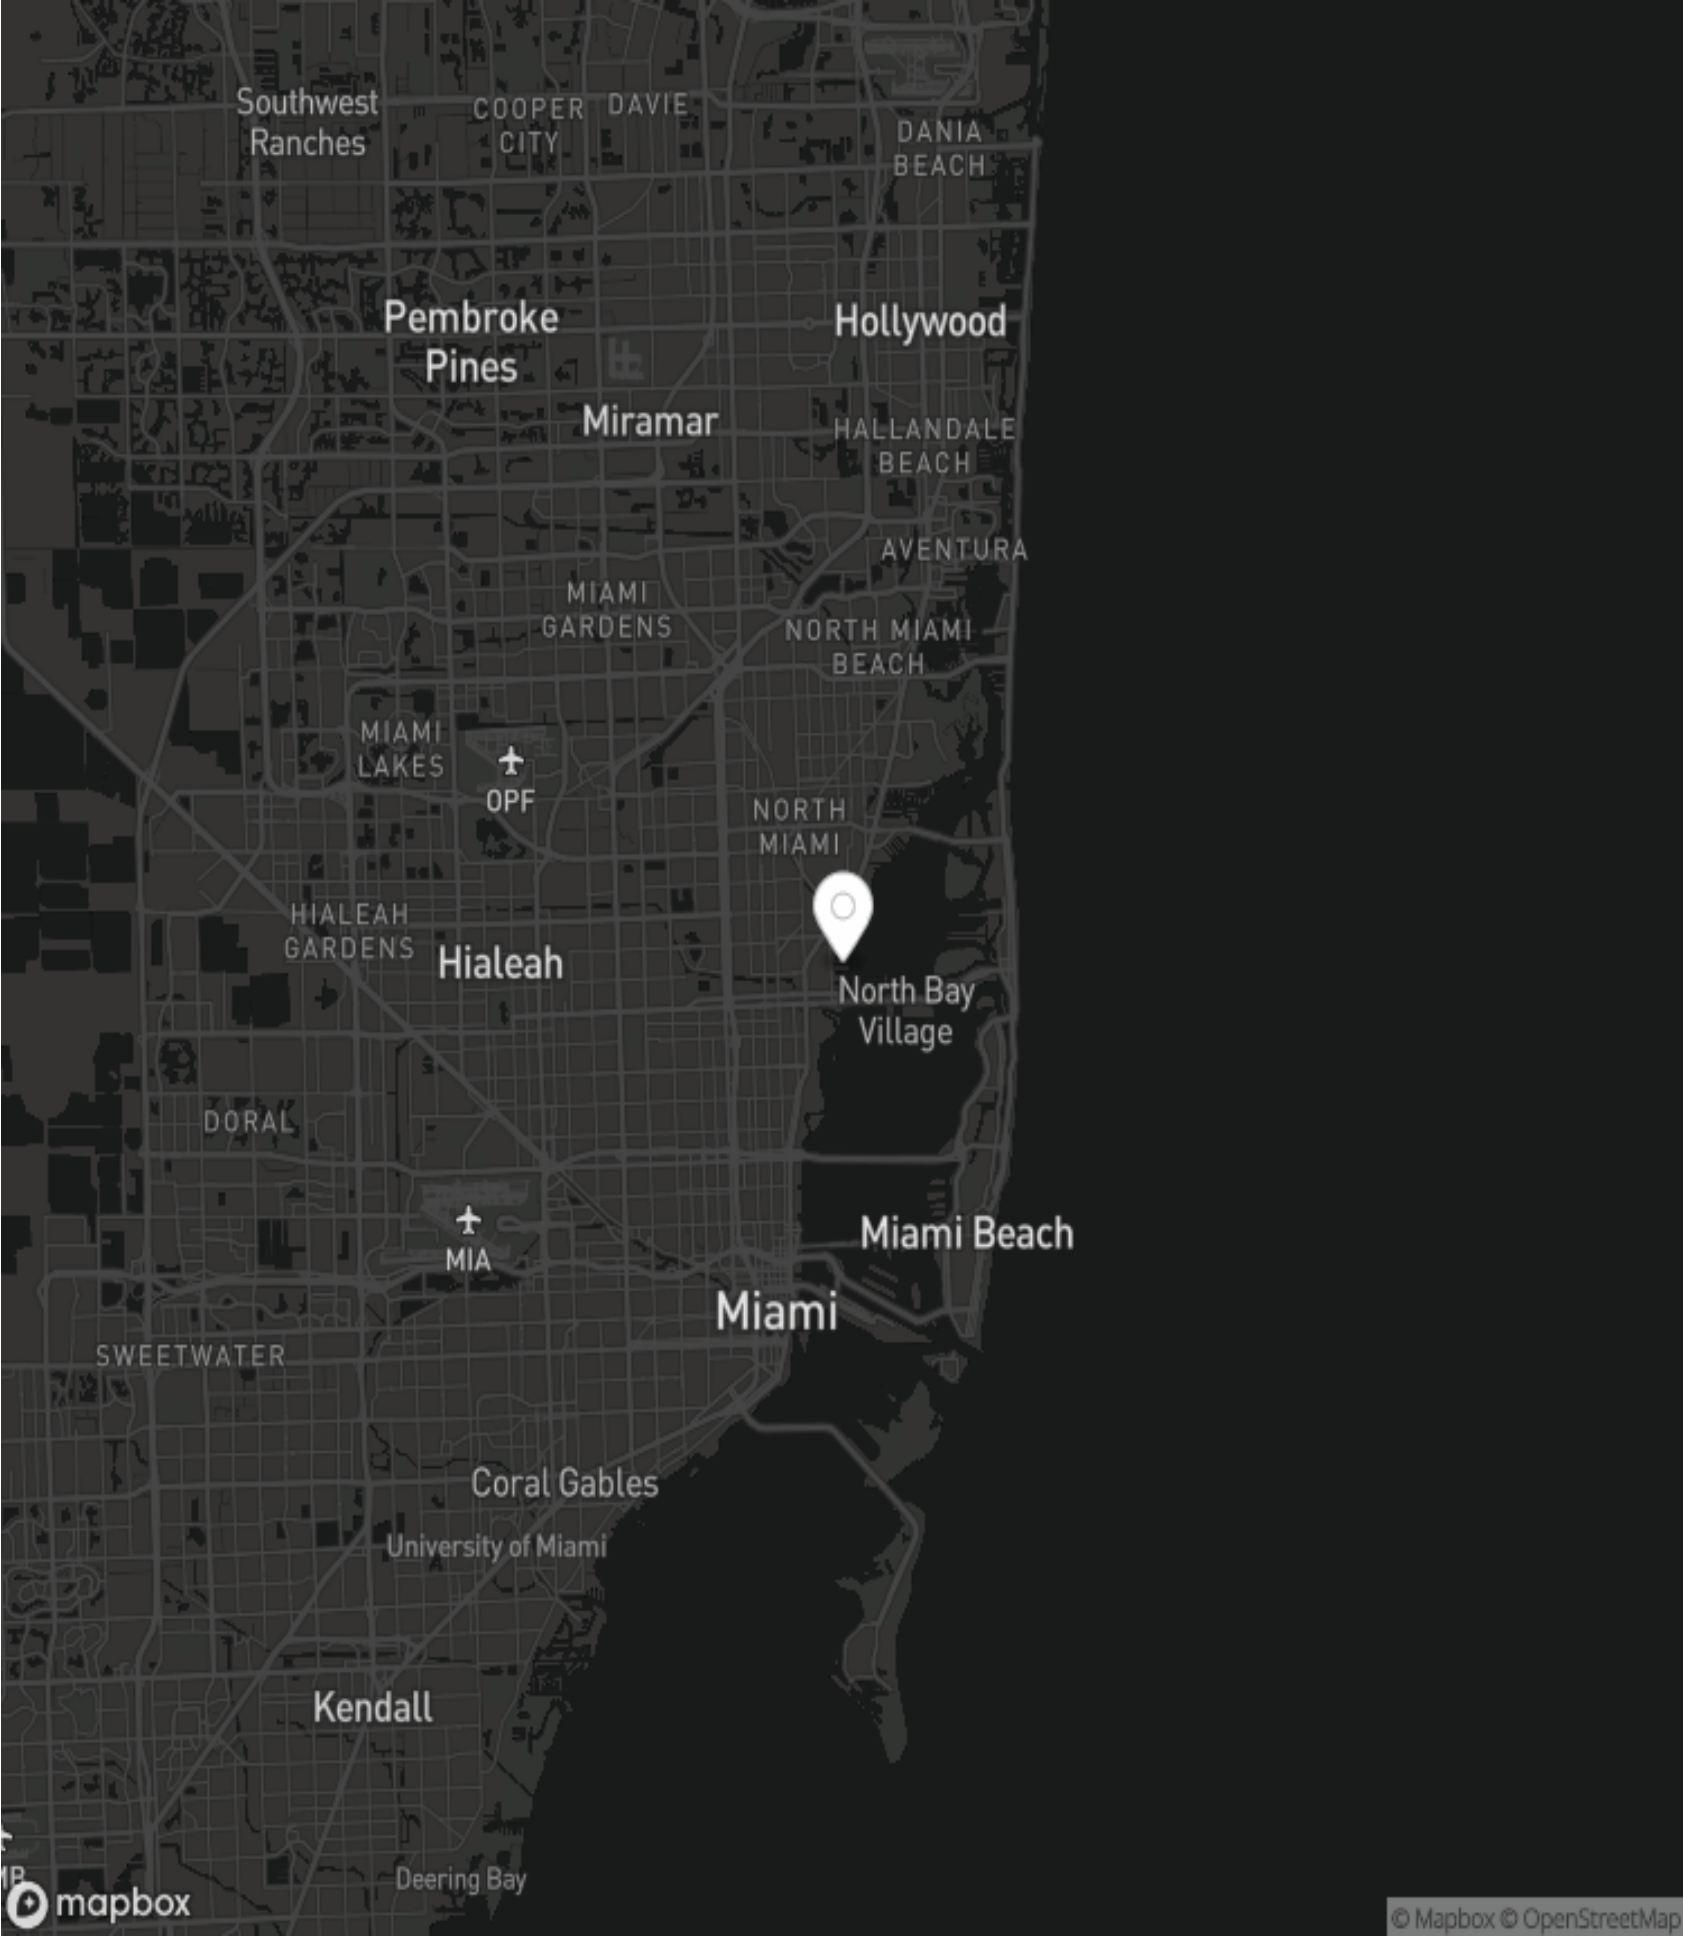 Southwest
Ranches
COOPER
CITY
DAVIE
DANIA
BEACH
Pembroke
Pines
Hollywood
Miramar
HALLANDALE
BEACH
AVENTURA
MIAMI
GARDENS
NORTH MIAMI
BEACH
MIAMI
LAKES
OPF
NORTH
MIAMI
HIALEAH
GARDENS
Hialeah
North Bay
Village
DORAL
MIA
Miami Beach
Miami
SWEETWATER
Coral Gables
University of Miami
Kendall
Deering Bay
mapbox
© Mapbox © OpenStreetMap